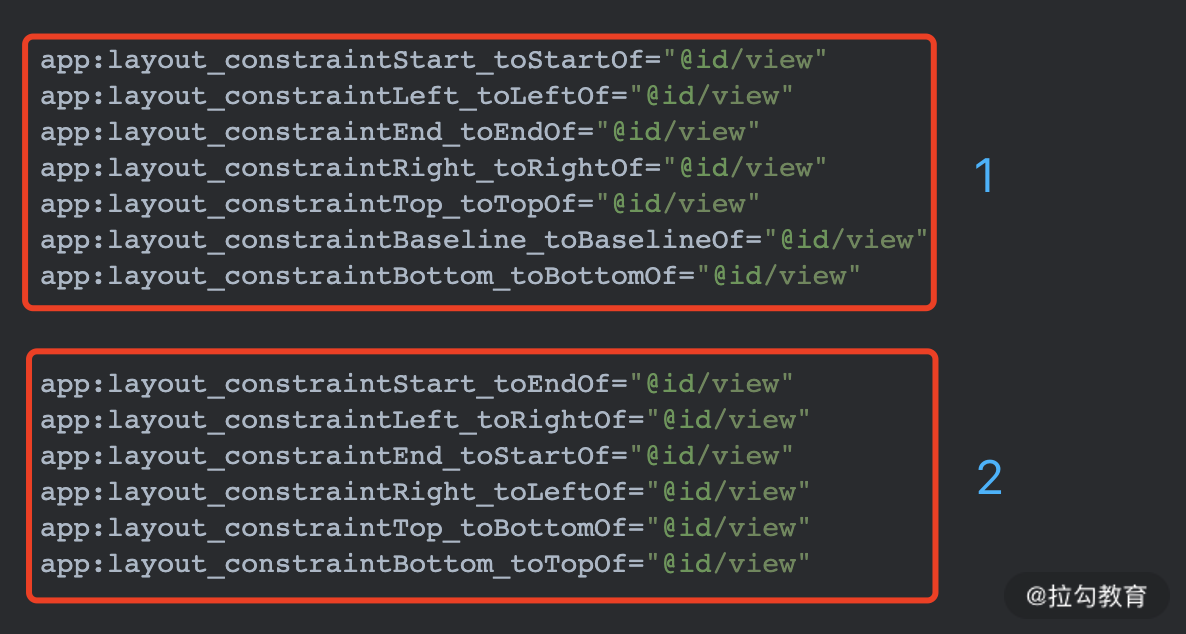 app:layout_constraintStart_toStartOf="@id/view"
app:layout_constraintLeft_toLeftOf="@id/view"
app:layout_constraintEnd_toEndOf="@id/view"
app:layout_constraintRight_toRightOf="@id/view"
app:layout_constraintTop_toTopOf="@id/view"
app:layout_constraintBaseline_toBaselineOf="@id/view"
app:layout_constraintBottom_toBottomOf="@id/view"
1
app:layout_constraintStart_toEndOf="@id/view"
app:layout_constraintLeft_toRightOf="@id/view"
app:layout_constraintEnd_toStartOf="@id/view"
app:layout_constraintRight_toLeftOf="@id/view"
app:layout_constraintTop_toBottomOf="@id/view"
app:layout_constraintBottom_toTopOf="@id/view"
2
@拉勾教育